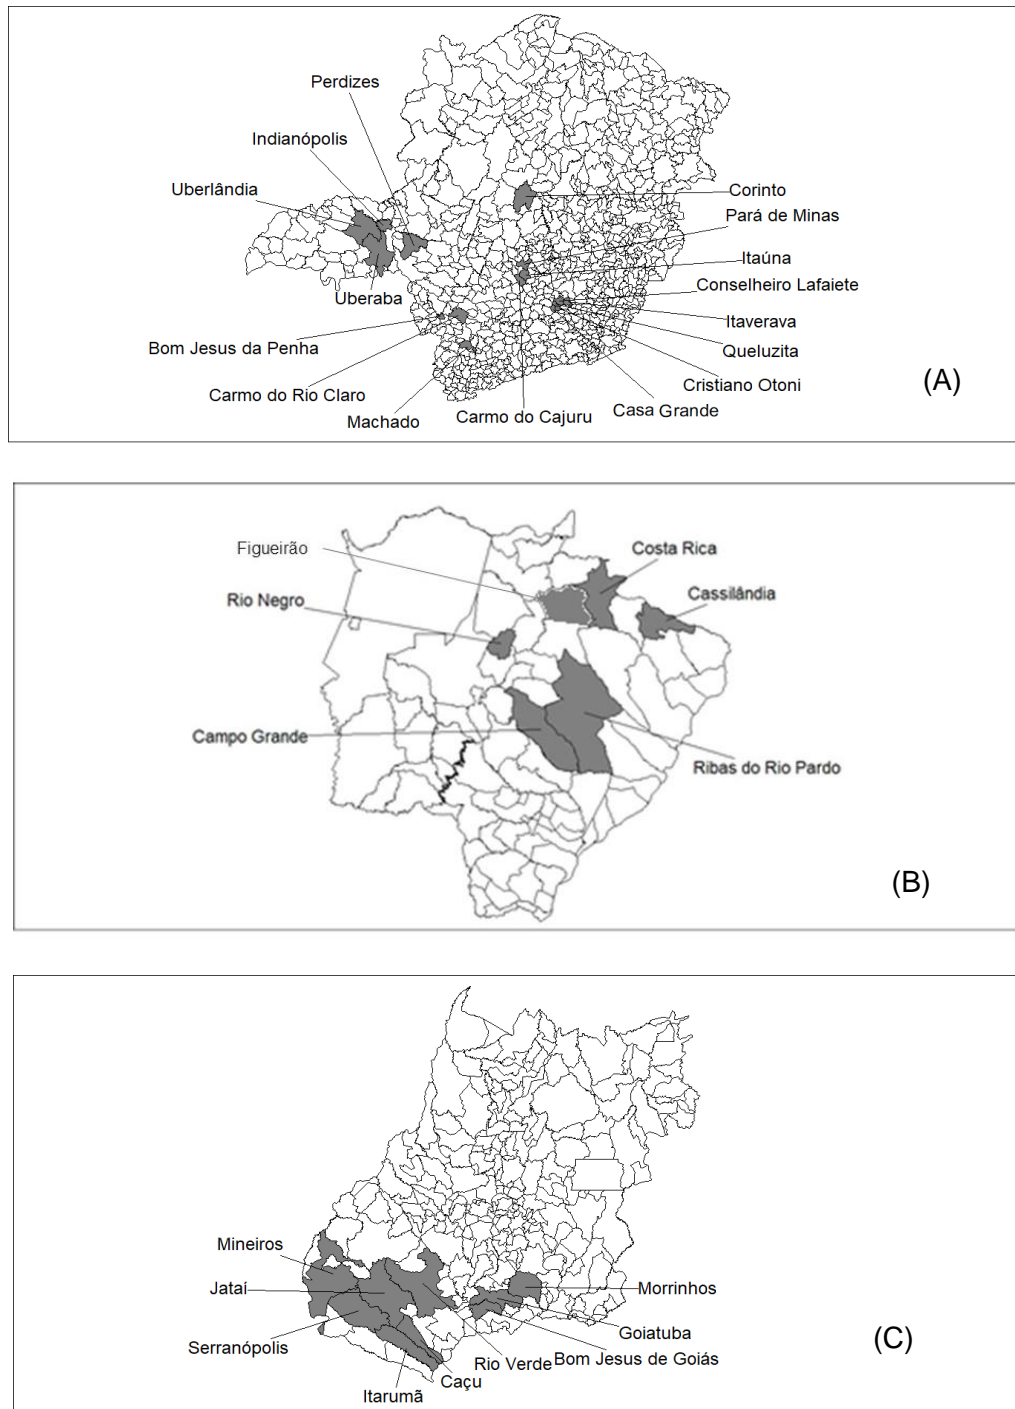 Perdizes
Indianópolis
Uberlândia
Corinto
Pará de Minas
Itaúna
Conselheiro Lafaiete
Uberaba
Itaverava
Bom Jesus da Penha
Queluzita
Cristiano Otoni
(A)
Carmo do Rio Claro
Casa Grande
Carmo do Cajuru
Machado
Figueirão
Costa Rica
Cassilândia
Rio Negro
Campo Grande
Ribas do Rio Pardo
(B)
Mineiros
Jataí
Morrinhos
Goiatuba
Serranópolis
(C)
Bom Jesus de Goiás
Rio Verde
Caçu
Itarumã